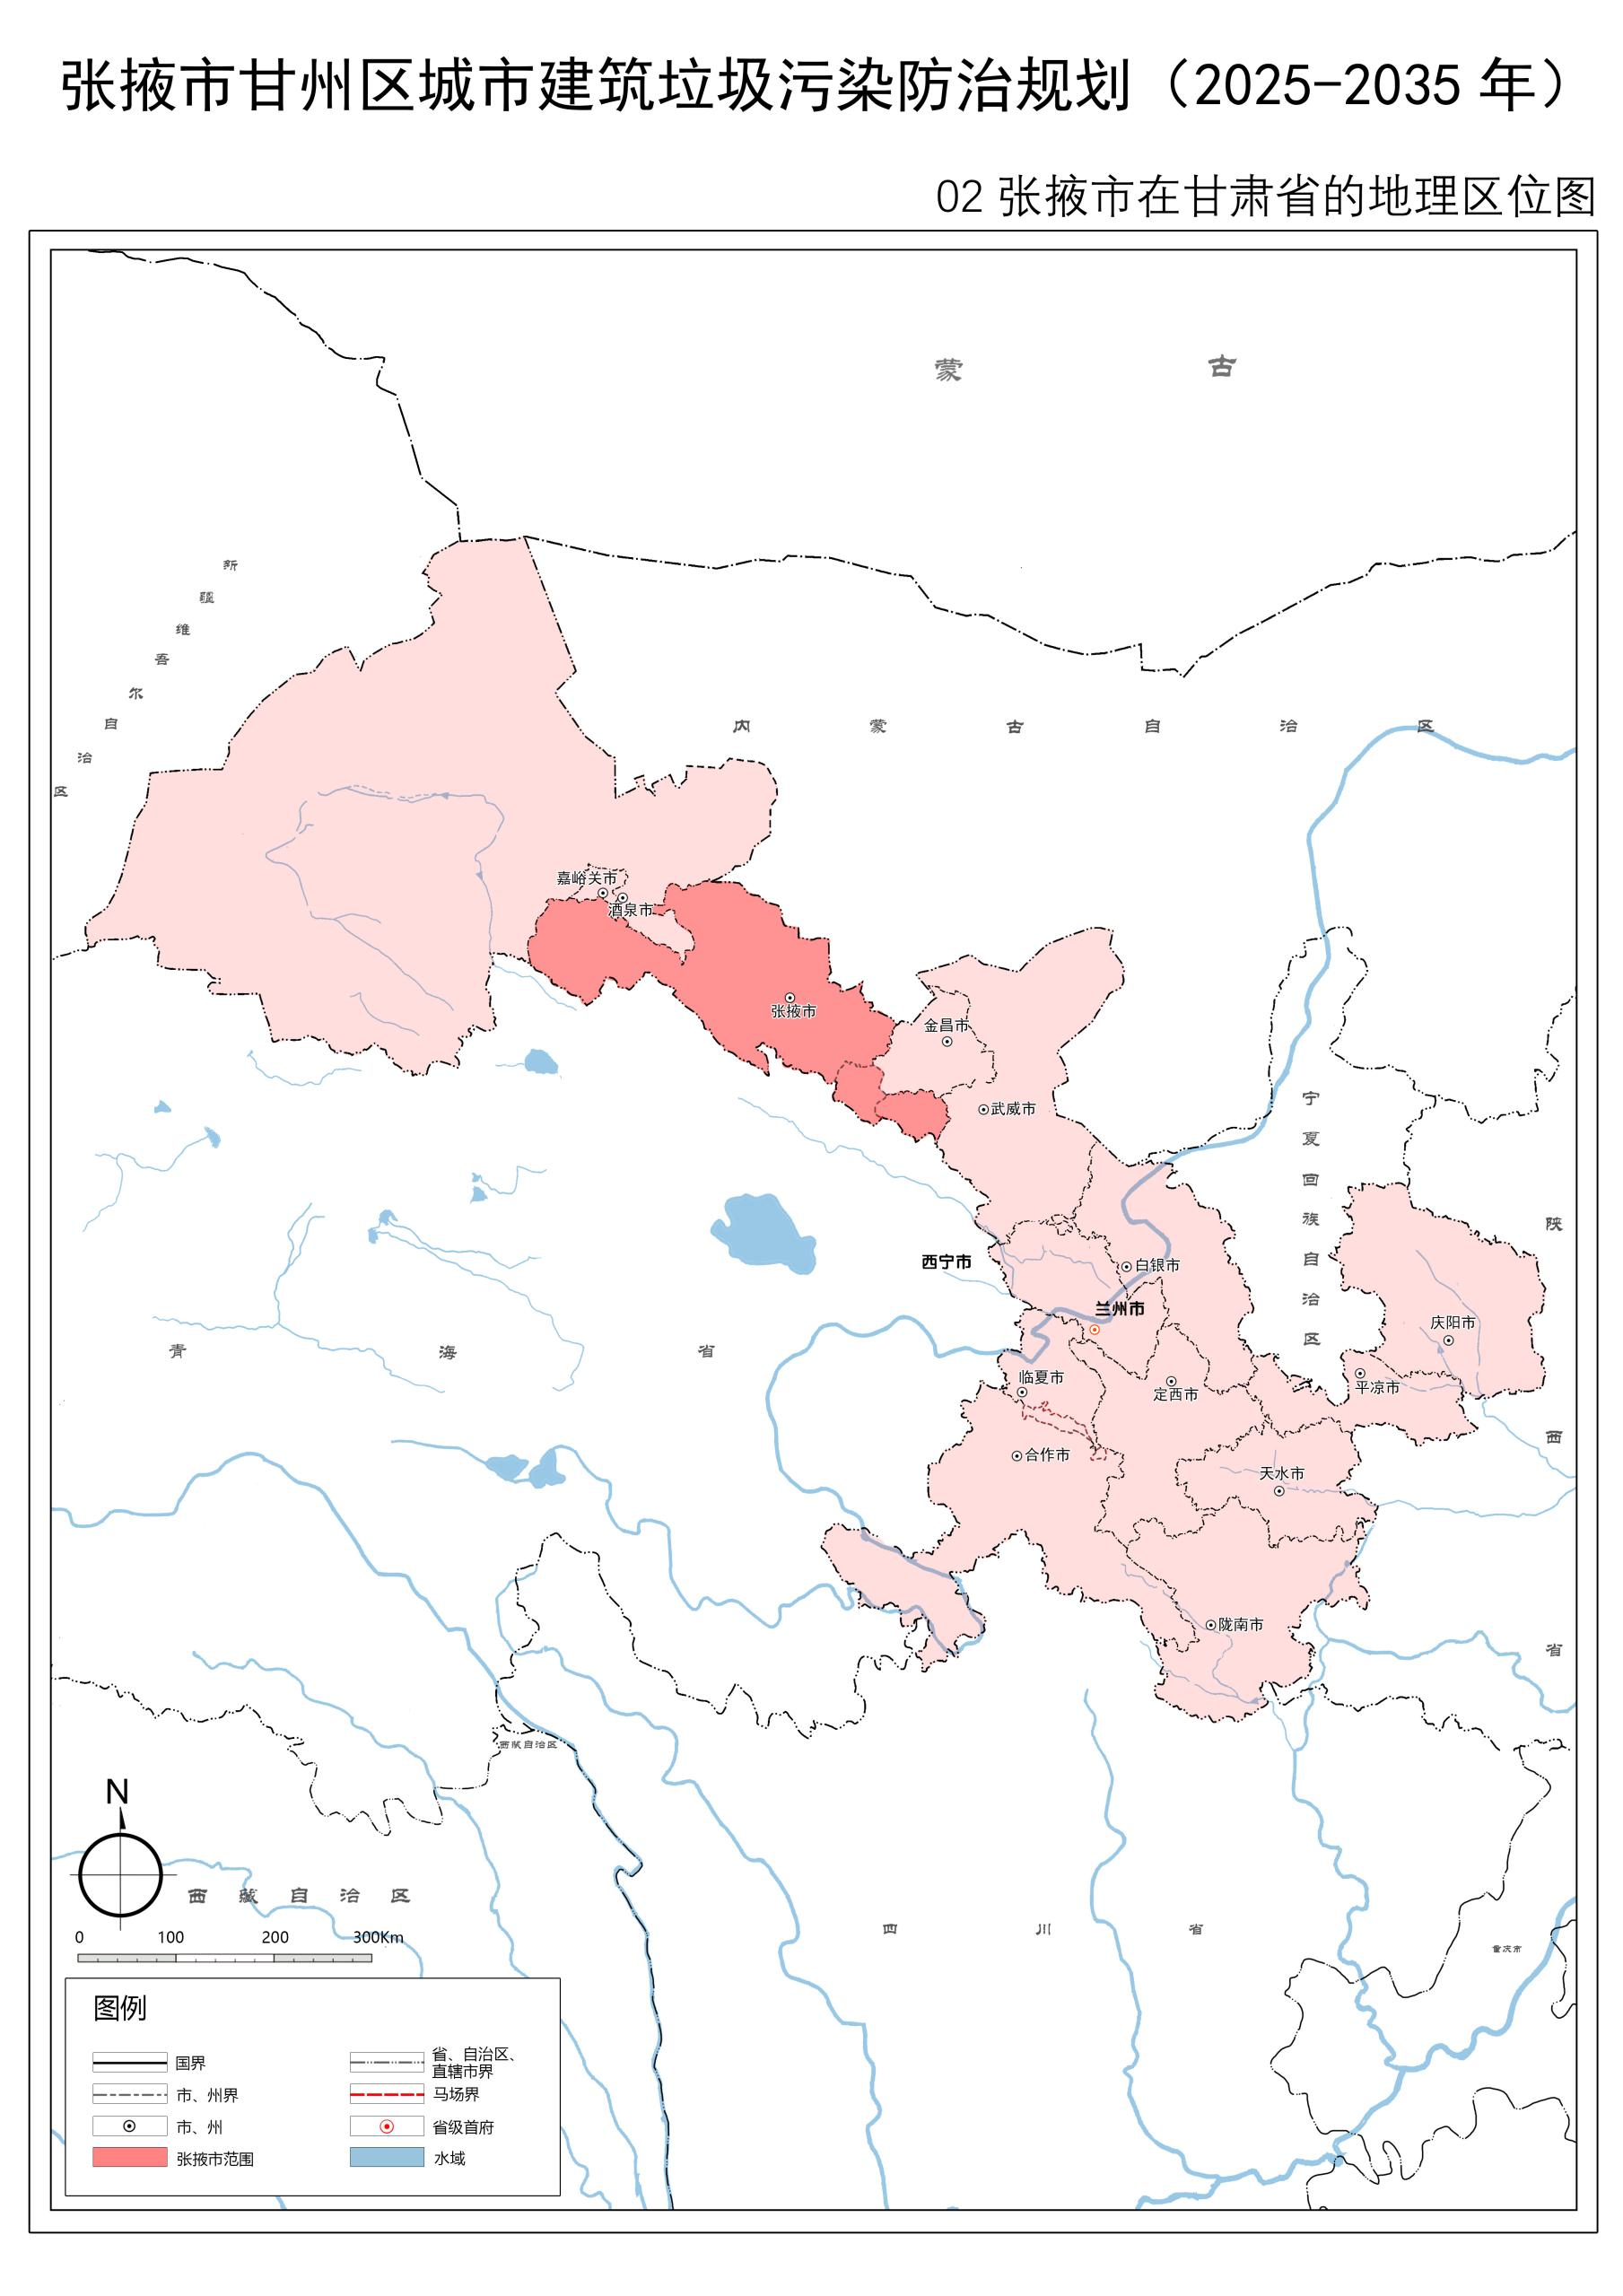 张掖市甘州区城市建筑垃圾污染防治规划（2025-2035 年）
02 张掖市在甘肃省的地理区位图
蒙 古
新疆维吾尔自治区
内 蒙 古 自 治 区
嘉峪关市
酒泉市
张掖市
金昌市
武威市
宁夏回族自治区
陕西省
西宁市
白银市
兰州市
庆阳市
青 海 省
临夏市
定西市
平凉市
合作市
天水市
陇南市
西藏自治区
N
西 藏 自 治 区
0 100 200 300Km
四 川 省
重庆市
图例
国界
省、自治区、
直辖市界
市、州界
马场界
市、州
省级首府
张掖市范围
水域